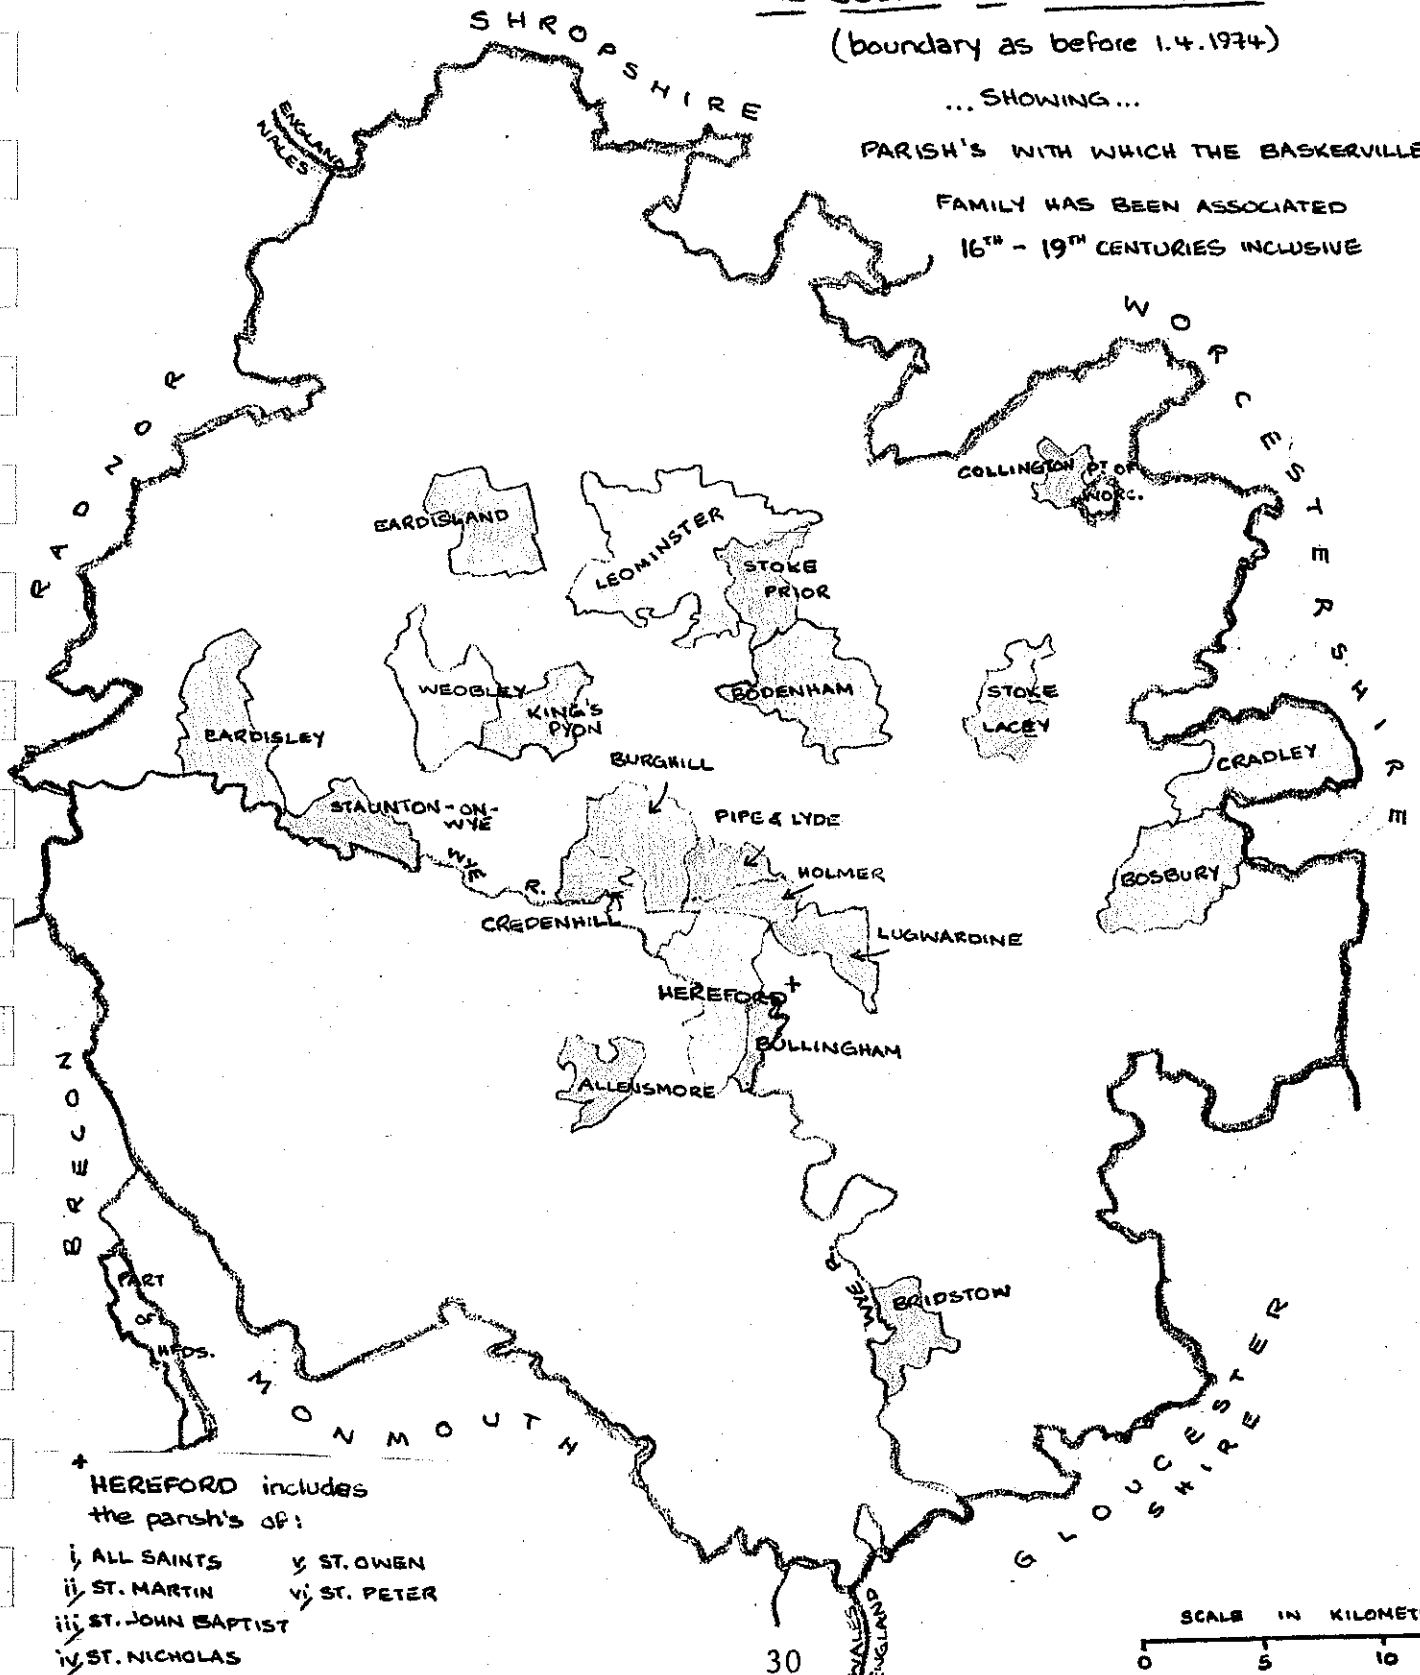 (boundary as before 1.4.1974)
... SHOWING ...
PARISH'S WITH WHICH THE BASKERVILLE
FAMILY HAS BEEN ASSOCIATED
16TH - 19TH CENTURIES INCLUSIVE
SHROPSHIRE
ENGLAND
WALES
WORCESTERSHIRE
RADNOR
COLLINGTON
PT. OF
WORC.
EARDISLAND
LEOMINSTER
STOKE
PRIOR
WEOBLEY
KING'S
PYON
BODENHAM
STOKE
LACEY
EARDISLEY
BURGHILL
CRADLEY
STAUNTON-ON-
WYE
PIPE & LYDE
WYE
R.
HOLMER
BOSBURY
CREDENHILL
LUGWARDINE
HEREFORD+
BULLINGHAM
ALLENSMORE
BRECON
R.
WYE
BRIDSTOW
PART
OF
HFDS.
MONMOUTH
GLOUCESTER
SHIRE
+
HEREFORD includes
the parish's of:
i, ALL SAINTS v, ST. OWEN
ii, ST. MARTIN vi, ST. PETER
iii, ST. JOHN BAPTIST
iv, ST. NICHOLAS
WALES
ENGLAND
SCALE IN KILOMET
0 5 10
30